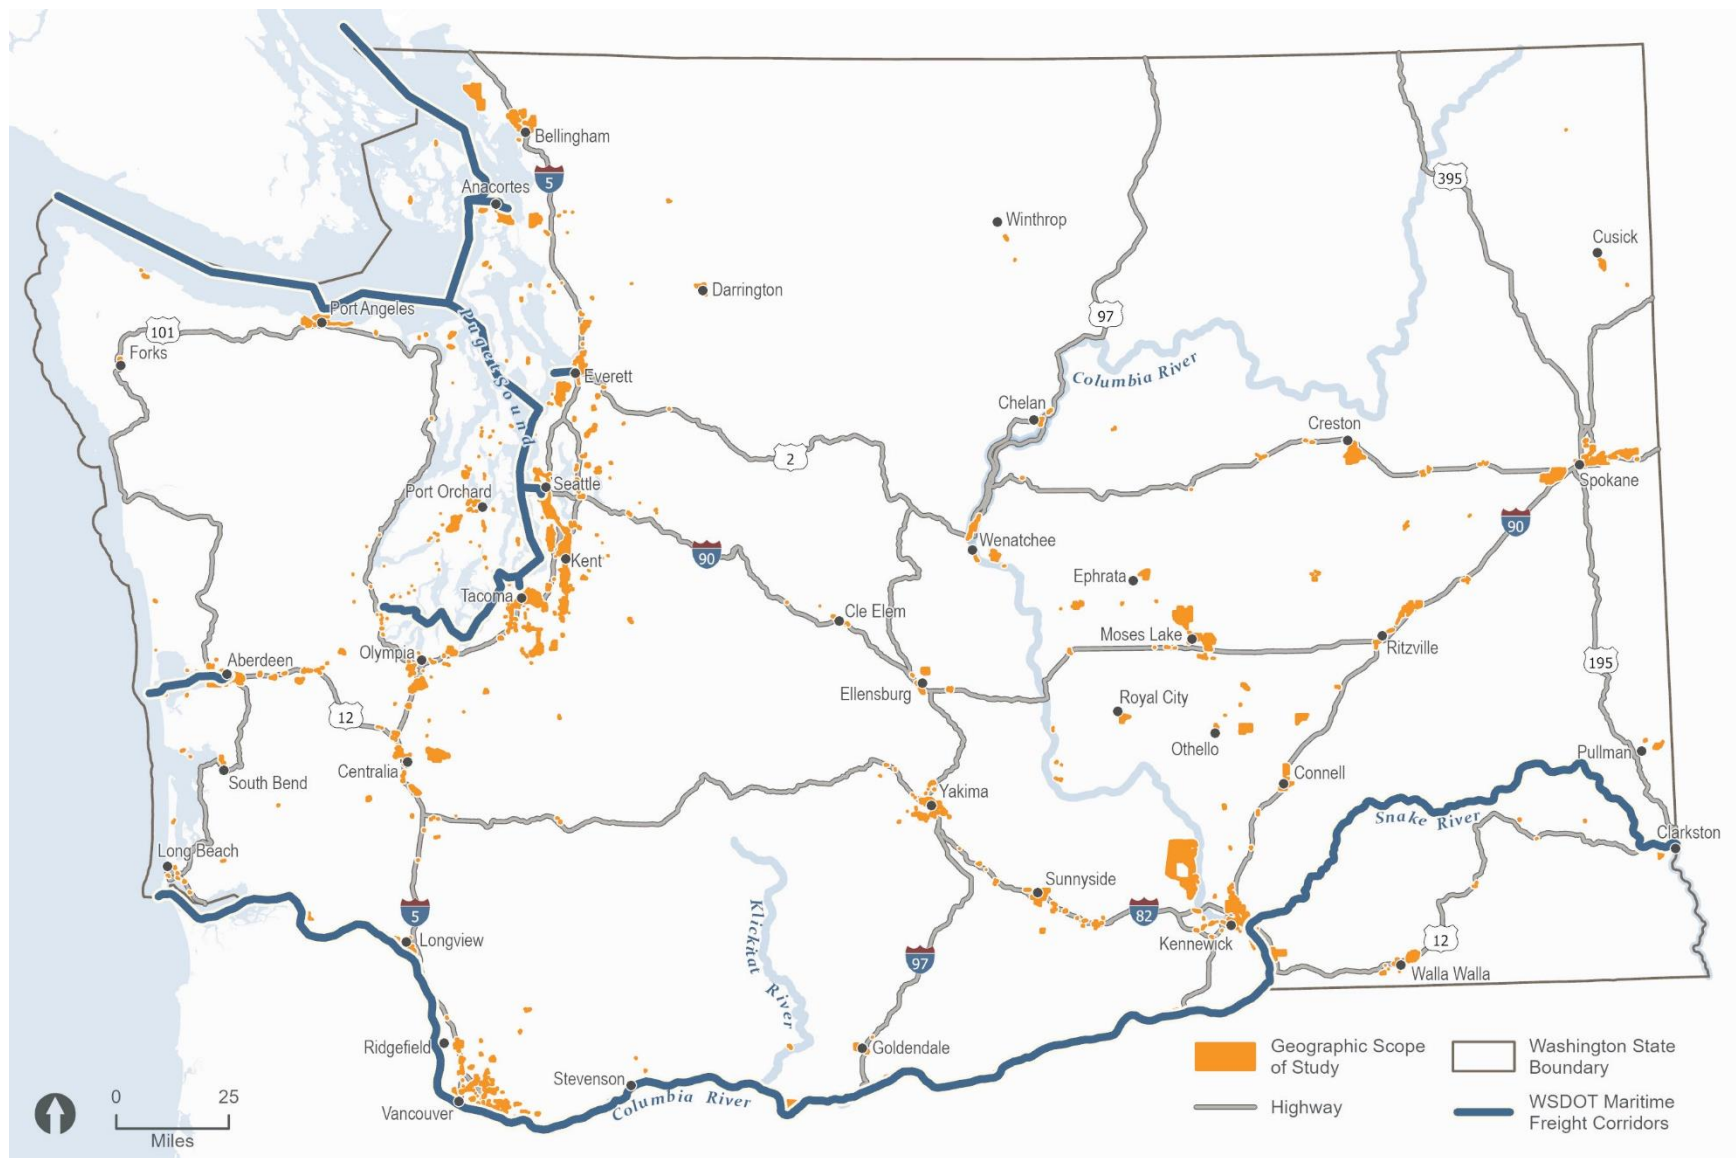 Bellingham
5
Anacortes
395
Winthrop
Cusick
Darrington
Port Angeles
97
101
Puget Sound
Forks
Everett
Columbia River
Chelan
Creston
2
Port Orchard
Seattle
Spokane
90
Wenatchee
90
Kent
Ephrata
Tacoma
Cle Elem
Moses Lake
Ritzville
Olympia
Aberdeen
195
Ellensburg
Royal City
12
Othello
Pullman
Centralia
South Bend
Connell
Yakima
Snake River
Clarkston
Long Beach
Sunnyside
5
82
Klickitat River
Longview
Kennewick
12
97
Walla Walla
Ridgefield
Goldendale
Stevenson
Columbia River
Vancouver
0 25
Miles
Geographic Scope
of Study
Highway
Washington State
Boundary
WSDOT Maritime
Freight Corridors